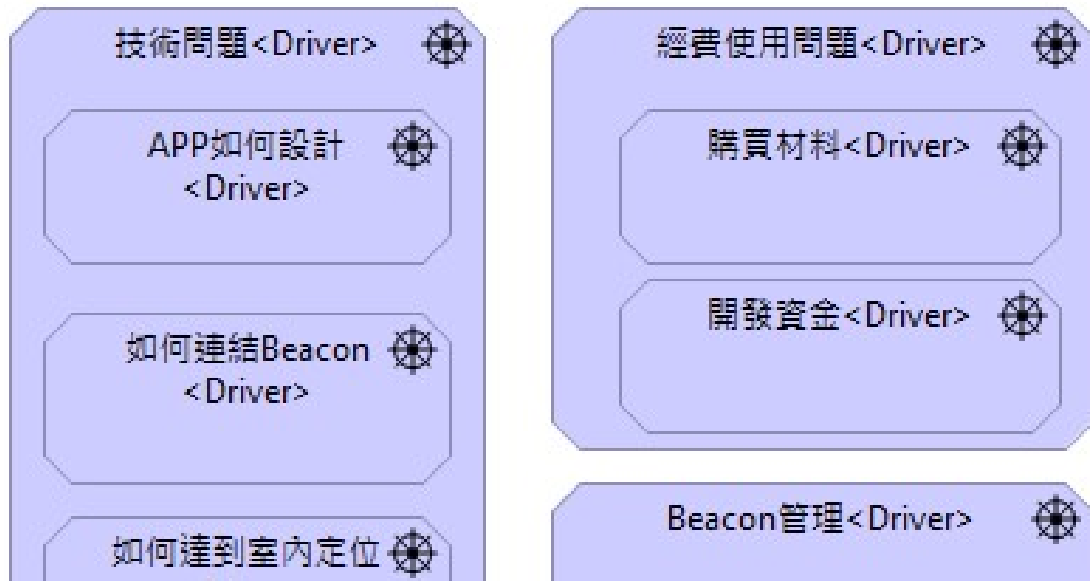 技術問題<Driver>
APP如何設計
<Driver>
如何連結Beacon
<Driver>
如何達到室內定位
經費使用問題<Driver>
購買材料<Driver>
開發資金<Driver>
Beacon管理<Driver>